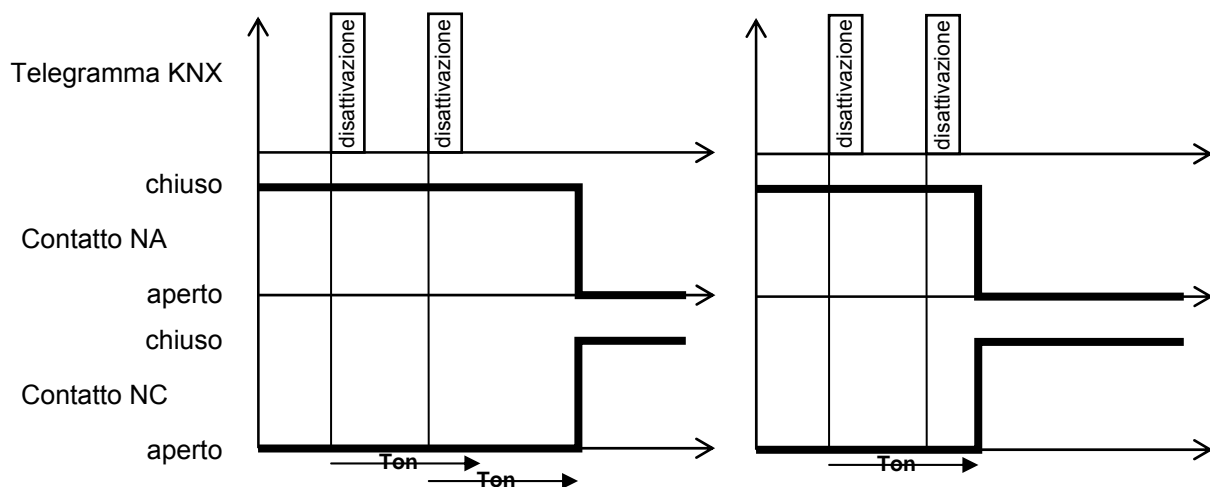 disattivazione
disattivazione
disattivazione
disattivazione
Telegramma KNX
chiuso
Contatto NA
aperto
chiuso
Contatto NC
aperto
Ton
Ton
Ton